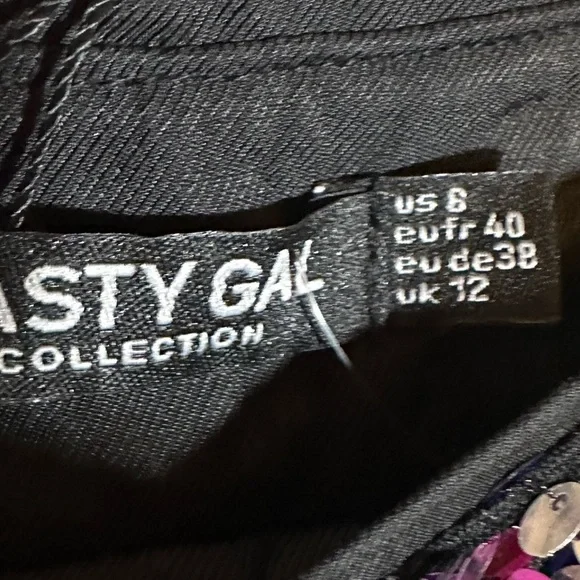 ASTY GAL
COLLECTION
us 8
eu fr 40
eu de 38
uk 12